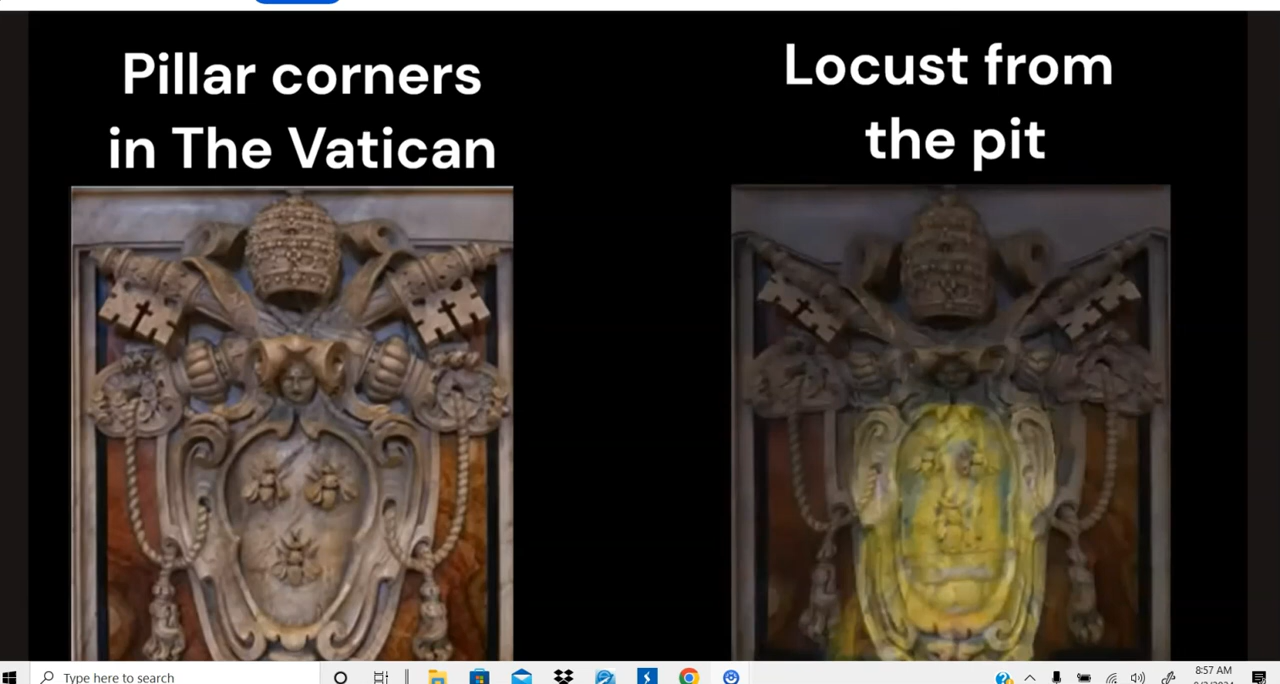 Pillar corners
in The Vatican
Locust from
the pit
Type here to search
8:57 AM